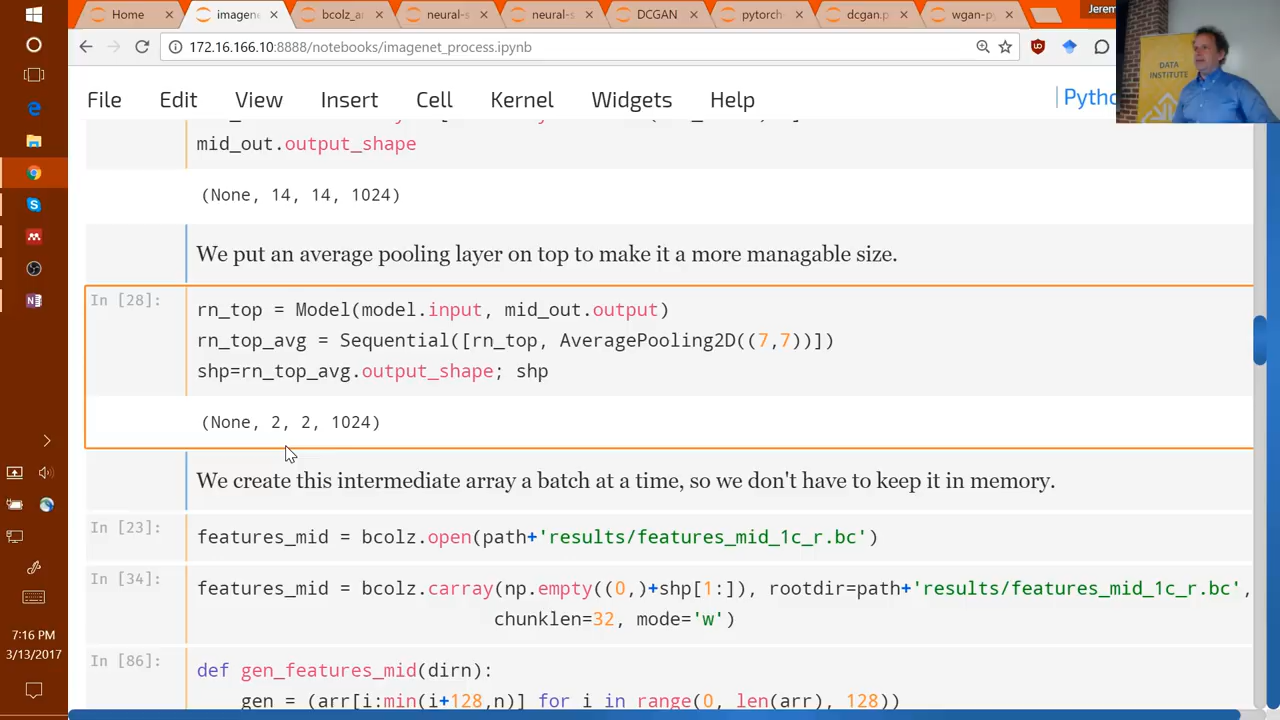 Home
imagene
bcolz_ar
neural-s
neural-s
DCGAN
pytorch-
dcgan.p
wgan-py
Jerem
172.16.166.10:8888/notebooks/imagenet_process.ipynb
DATA
INSTITUTE
File Edit View Insert Cell Kernel Widgets Help
Pytho
mid_out.output_shape
(None, 14, 14, 1024)
We put an average pooling layer on top to make it a more managable size.
In [28]:
rn_top = Model(model.input, mid_out.output)
rn_top_avg = Sequential([rn_top, AveragePooling2D((7,7))])
shp=rn_top_avg.output_shape; shp
(None, 2, 2, 1024)
We create this intermediate array a batch at a time, so we don't have to keep it in memory.
In [23]:
features_mid = bcolz.open(path+'results/features_mid_1c_r.bc')
In [34]:
features_mid = bcolz.carray(np.empty((0,)+shp[1:]), rootdir=path+'results/features_mid_1c_r.bc',
chunklen=32, mode='w')
In [86]:
def gen_features_mid(dirn):
gen = (arr[i:min(i+128,n)] for i in range(0, len(arr), 128))
7:16 PM
3/13/2017